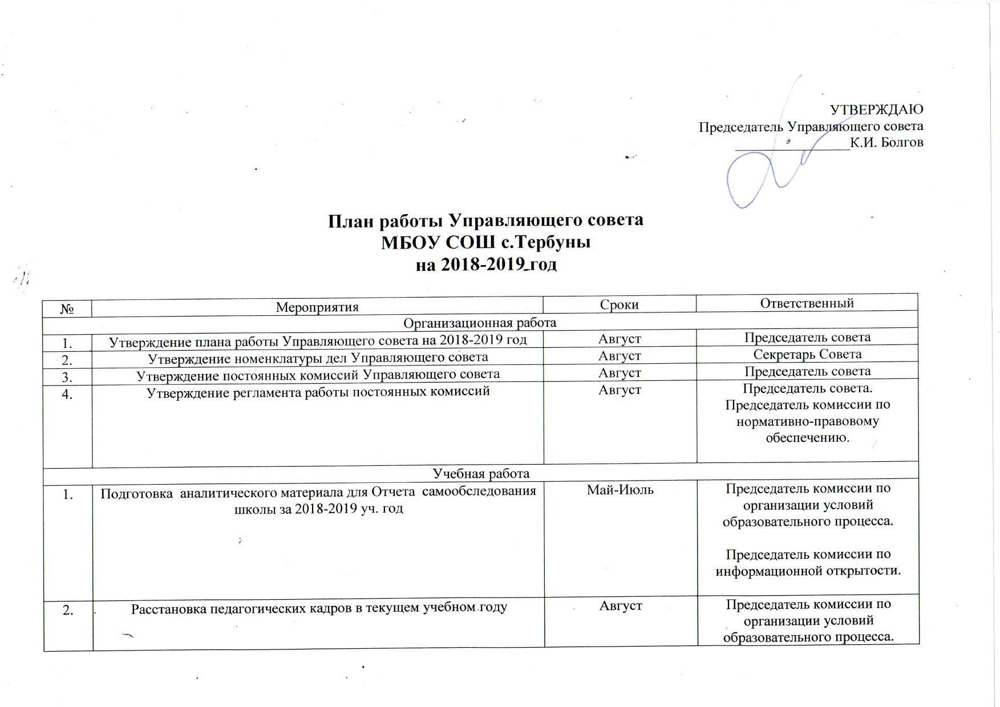 УТВЕРЖДАЮ
Председатель Управляющего совета
________________К.И. Болгов
План работы Управляющего совета
МБОУ СОШ с.Тербуны
на 2018-2019 год
№ Мероприятия Сроки Ответственный
Организационная работа
1. Утверждение плана работы Управляющего совета на 2018-2019 год Август Председатель совета
2. Утверждение номенклатуры дел Управляющего совета Август Секретарь Совета
3. Утверждение постоянных комиссий Управляющего совета Август Председатель совета
4. Утверждение регламента работы постоянных комиссий Август Председатель совета.
Председатель комиссии по
нормативно-правовому
обеспечению.
Учебная работа
1. Подготовка аналитического материала для Отчета самообследования Май-Июль Председатель комиссии по
школы за 2018-2019 уч. год организации условий
образовательного процесса.
Председатель комиссии по
информационной открытости.
2. Расстановка педагогических кадров в текущем учебном году Август Председатель комиссии по
организации условий
образовательного процесса.